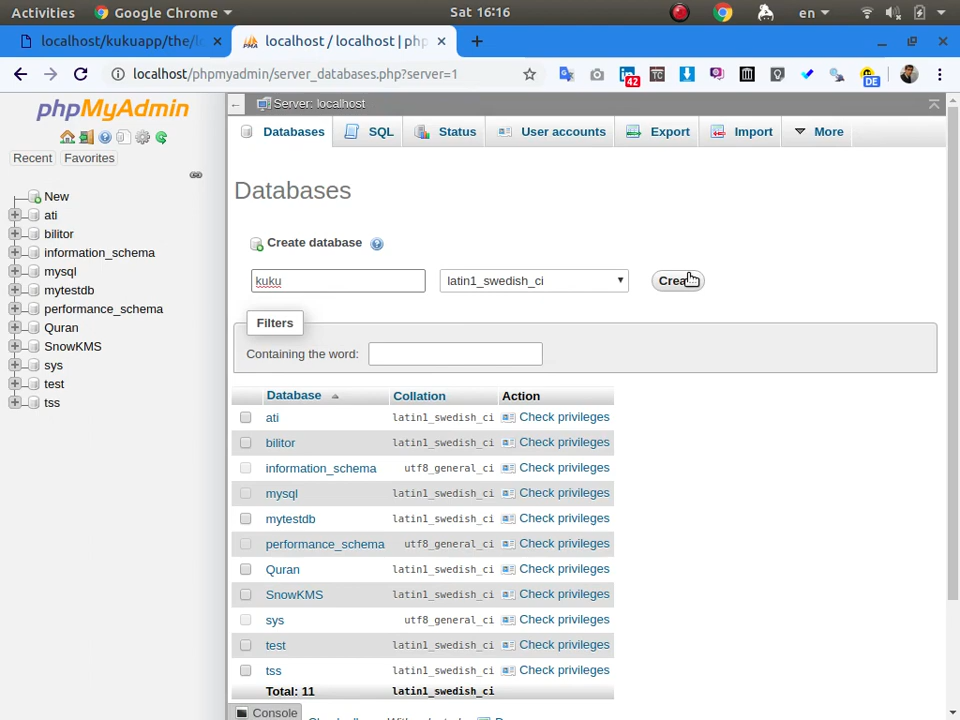 Activities Google Chrome Sat 16:16 en
localhost/kukuapp/the/lo localhost / localhost | php
localhost/phpmyadmin/server_databases.php?server=1 42 TC DE
phpMyAdmin
Server: localhost
Databases SQL Status User accounts Export Import More
Recent Favorites
New
ati
bilitor
information_schema
mysql
mytestdb
performance_schema
Quran
SnowKMS
sys
test
tss
Databases
Create database
kuku latin1_swedish_ci Create
Filters
Containing the word:
Database Collation Action
ati latin1_swedish_ci Check privileges
bilitor latin1_swedish_ci Check privileges
information_schema utf8_general_ci Check privileges
mysql latin1_swedish_ci Check privileges
mytestdb latin1_swedish_ci Check privileges
performance_schema utf8_general_ci Check privileges
Quran latin1_swedish_ci Check privileges
SnowKMS latin1_swedish_ci Check privileges
sys utf8_general_ci Check privileges
test latin1_swedish_ci Check privileges
tss latin1_swedish_ci Check privileges
Total: 11 latin1_swedish_ci
Console